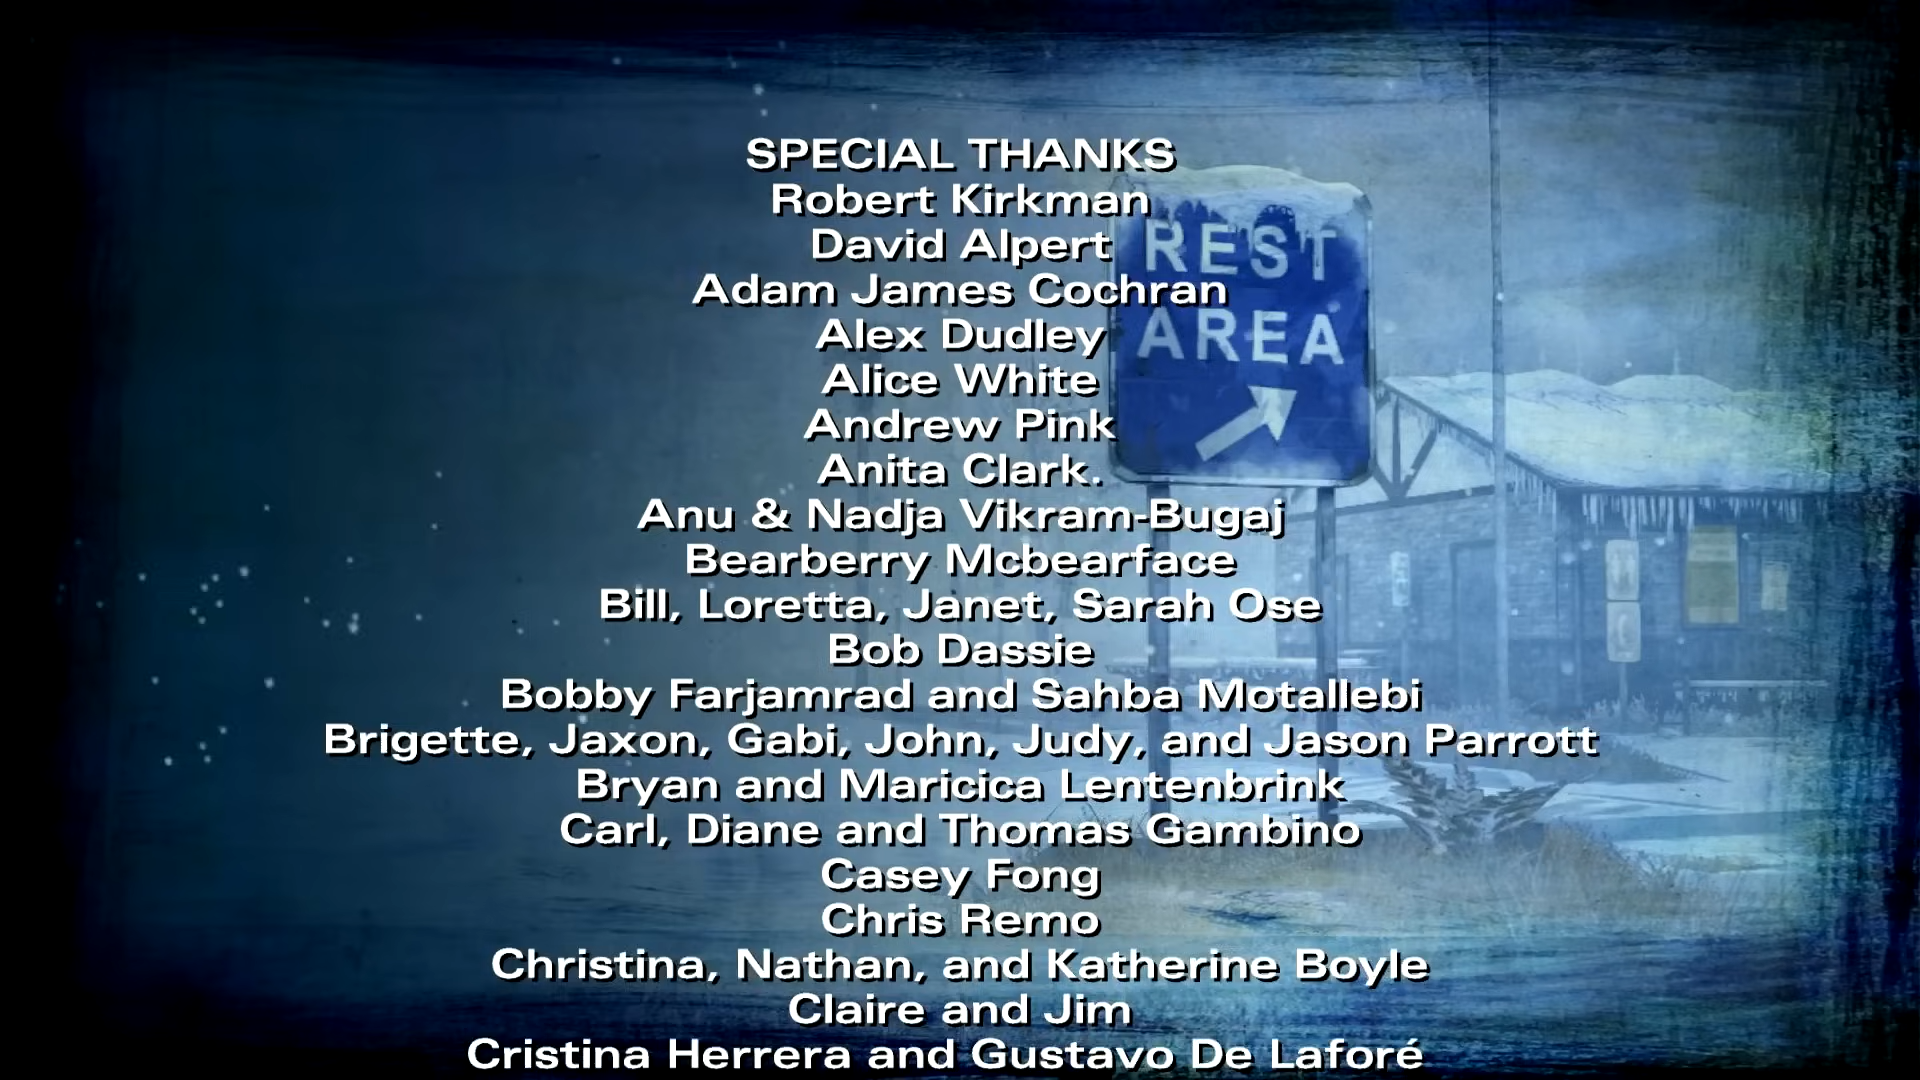 SPECIAL THANKS
Robert Kirkman
David Alpert
Adam James Cochran
Alex Dudley
Alice White
Andrew Pink
Anita Clark.
Anu & Nadja Vikram-Bugaj
Bearberry Mcbearface
Bill, Loretta, Janet, Sarah Ose
Bob Dassie
Bobby Farjamrad and Sahba Motallebi
Brigette, Jaxon, Gabi, John, Judy, and Jason Parrott
Bryan and Maricica Lentenbrink
Carl, Diane and Thomas Gambino
Casey Fong
Chris Remo
Christina, Nathan, and Katherine Boyle
Claire and Jim
Cristina Herrera and Gustavo De Laforé
REST
AREA